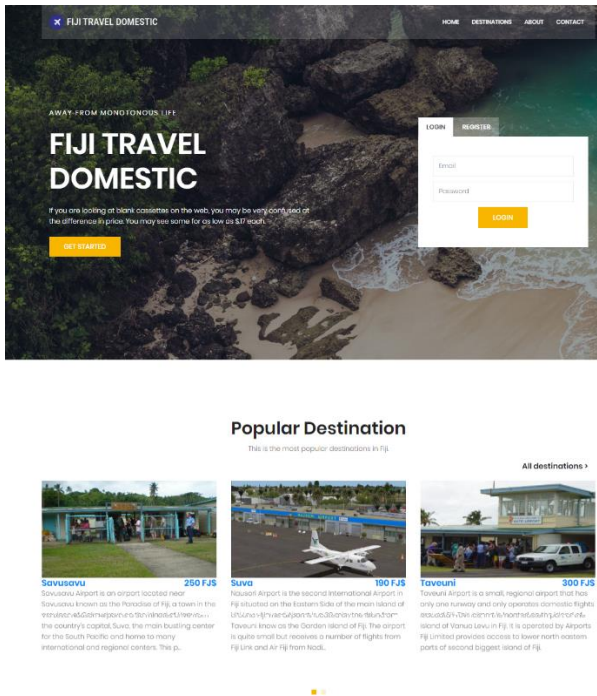 FIJI TRAVEL DOMESTIC
HOME DESTINATIONS ABOUT CONTACT
AWAY FROM MONOTONOUS LIFE
FIJI TRAVEL
DOMESTIC
If you are looking at blank cassettes on the web, you may be very confused at
the difference in price. You may see some for as low as $.17 each.
GET STARTED
LOGIN REGISTER
Email
Password
LOGIN
Popular Destination
This is the most popular destinations in Fiji.
All destinations >
Savusavu 250 FJ$
Savusavu Airport is an airport located near
Savusavu known as the Paradise of Fiji, a town in the
the country's capital, Suva, the main bustling center
for the South Pacific and home to many
international and regional centers. This p..
Suva 190 FJ$
Nausori Airport is the second International Airport in
Fiji situated on the Eastern Side of the main island of
Taveuni know as the Garden Island of Fiji. The airport
is quite small but receives a number of flights from
Fiji Link and Air Fiji from Nadi..
Taveuni 300 FJ$
Taveuni Airport is a small, regional airport that has
only one runway and only operates domestic flights
island of Vanua Levu in Fiji. It is operated by Airports
Fiji Limited provides access to lower north eastern
parts of second biggest island of Fiji.